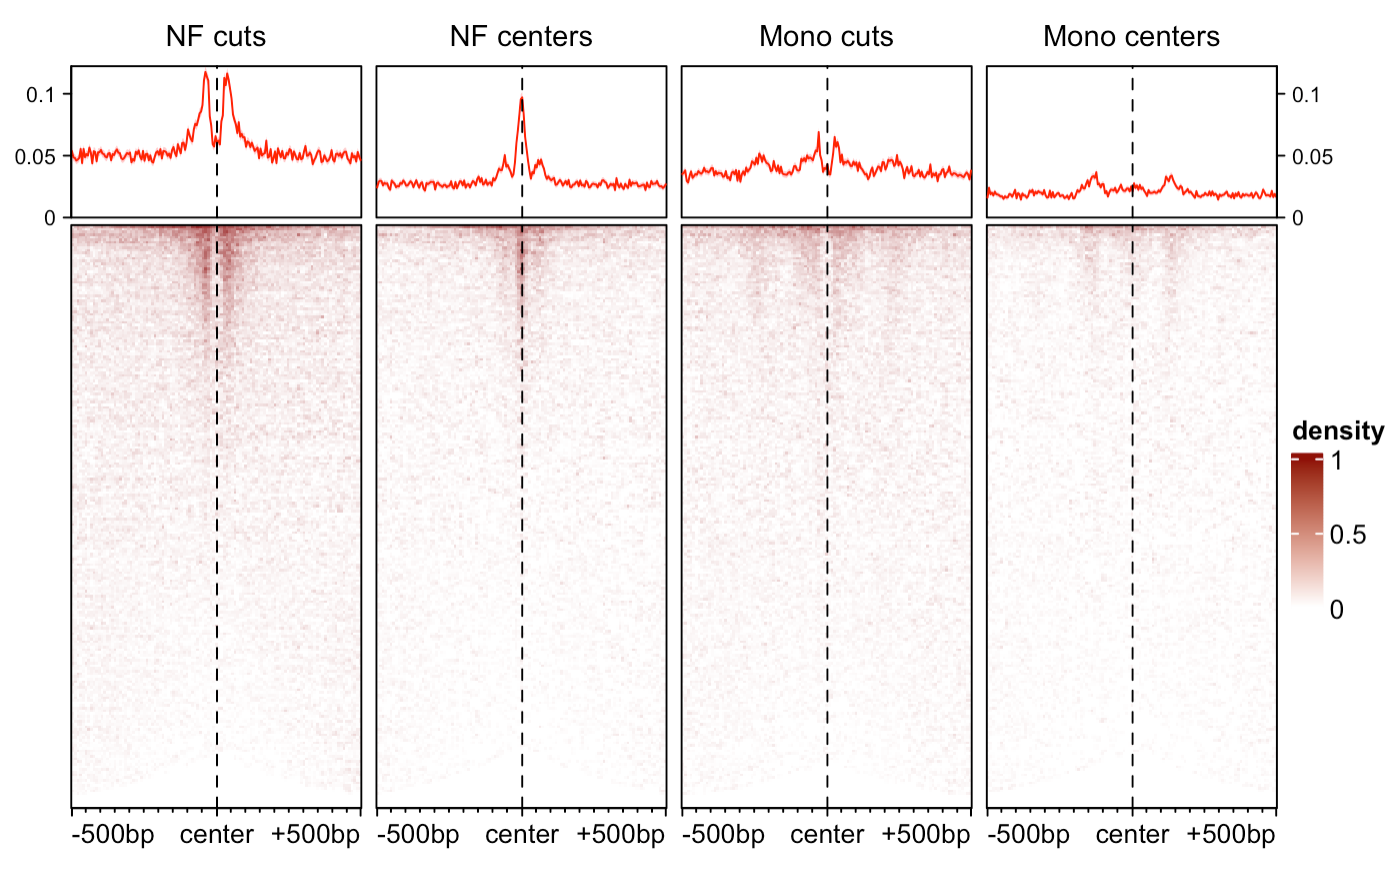 NF cuts
NF centers
Mono cuts
Mono centers
0.1
0.05
0
0.1
0.05
0
density
1
0.5
0
-500bp center +500bp
-500bp center +500bp
-500bp center +500bp
-500bp center +500bp